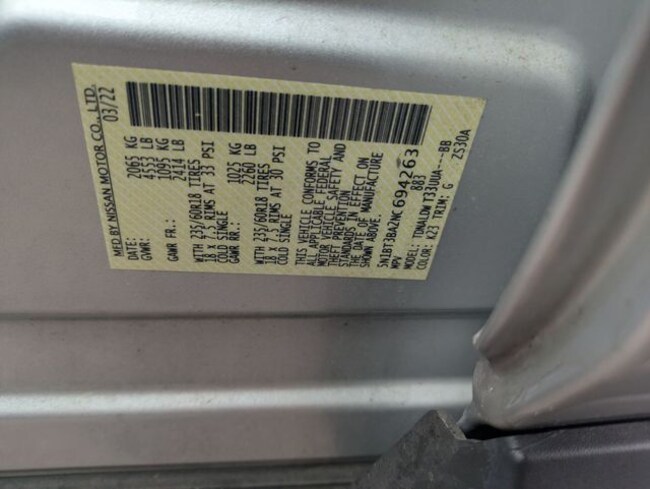 MFD BY NISSAN MOTOR CO., LTD.
DATE: 03/22
GVWR: 2065 KG
4553 LB
GAWR FR.: 1095 KG
2414 LB
WITH 235/60R18 TIRES
18 X 7.5 RIMS AT 33 PSI
COLD SINGLE
GAWR RR.: 1025 KG
2260 LB
WITH 235/60R18 TIRES
18 X 7.5 RIMS AT 30 PSI
COLD SINGLE
THIS VEHICLE CONFORMS TO
ALL APPLICABLE FEDERAL
MOTOR VEHICLE SAFETY AND
THEFT PREVENTION
STANDARDS IN EFFECT ON
THE DATE OF MANUFACTURE
SHOWN ABOVE.
5N1BT3BA2NC694263
MPV 883
MODEL: T33UUA---BB
COLOR: K23 TRIM: G ZS30A